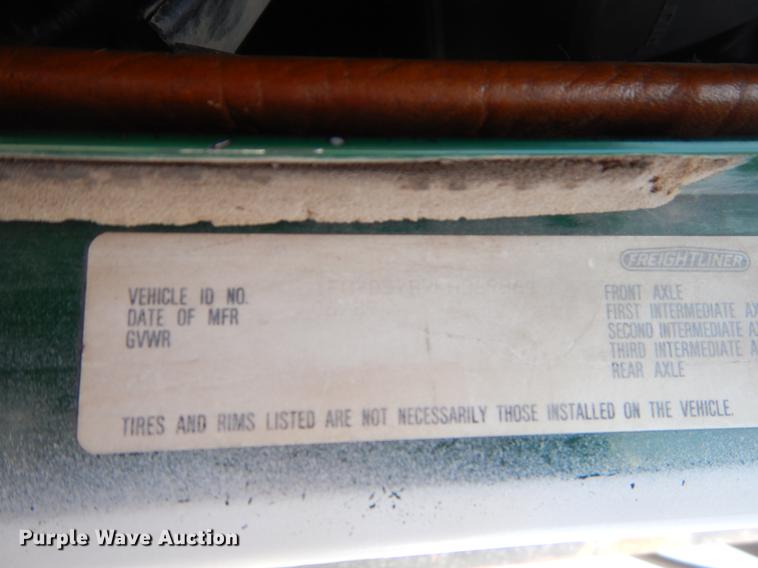 FREIGHTLINER
VEHICLE ID NO.
DATE OF MFR
GVWR
FRONT AXLE
FIRST INTERMEDIATE
SECOND INTERMEDIATE
THIRD INTERMEDIATE
REAR AXLE
TIRES AND RIMS LISTED ARE NOT NECESSARILY THOSE INSTALLED ON THE VEHICLE.
Purple Wave Auction